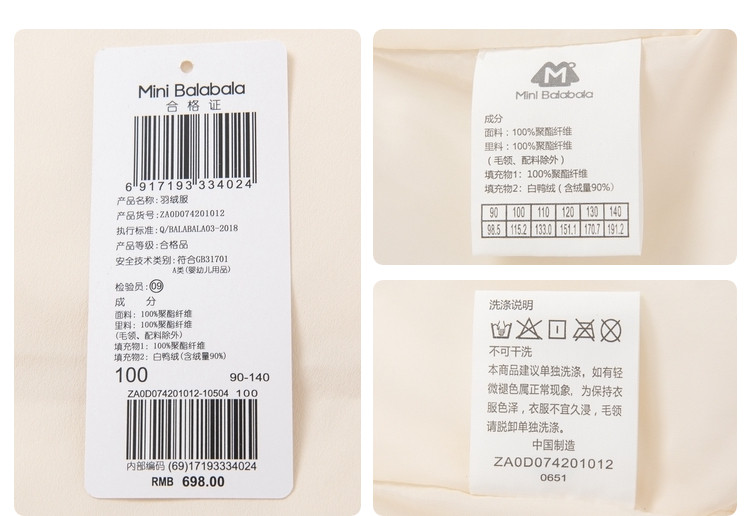 Mini Balabala
合格证
6 917193 334024
产品名称: 羽绒服
产品货号: ZA0D074201012
执行标准: Q/BALABALA03-2018
产品等级: 合格品
安全技术类别: 符合GB31701
A类(婴幼儿用品)
检验员: 09
成 分
面料: 100%聚酯纤维
里料: 100%聚酯纤维
(毛领、配料除外)
填充物1: 100%聚酯纤维
填充物2: 白鸭绒(含绒量90%)
100 90-140
ZA0D074201012-10504 100
内部编码 (69)17193334024
RMB 698.00
Mini Balabala
成分
面料: 100%聚酯纤维
里料: 100%聚酯纤维
(毛领、配料除外)
填充物1: 100%聚酯纤维
填充物2: 白鸭绒(含绒量90%)
90 100 110 120 130 140
98.5 115.2 133.0 151.1 170.7 191.2
洗涤说明
不可干洗
本商品建议单独洗涤，如有轻
微褪色属正常现象，为保持衣
服色泽，衣服不宜久浸，毛领
请脱卸单独洗涤。
中国制造
ZA0D074201012
0651